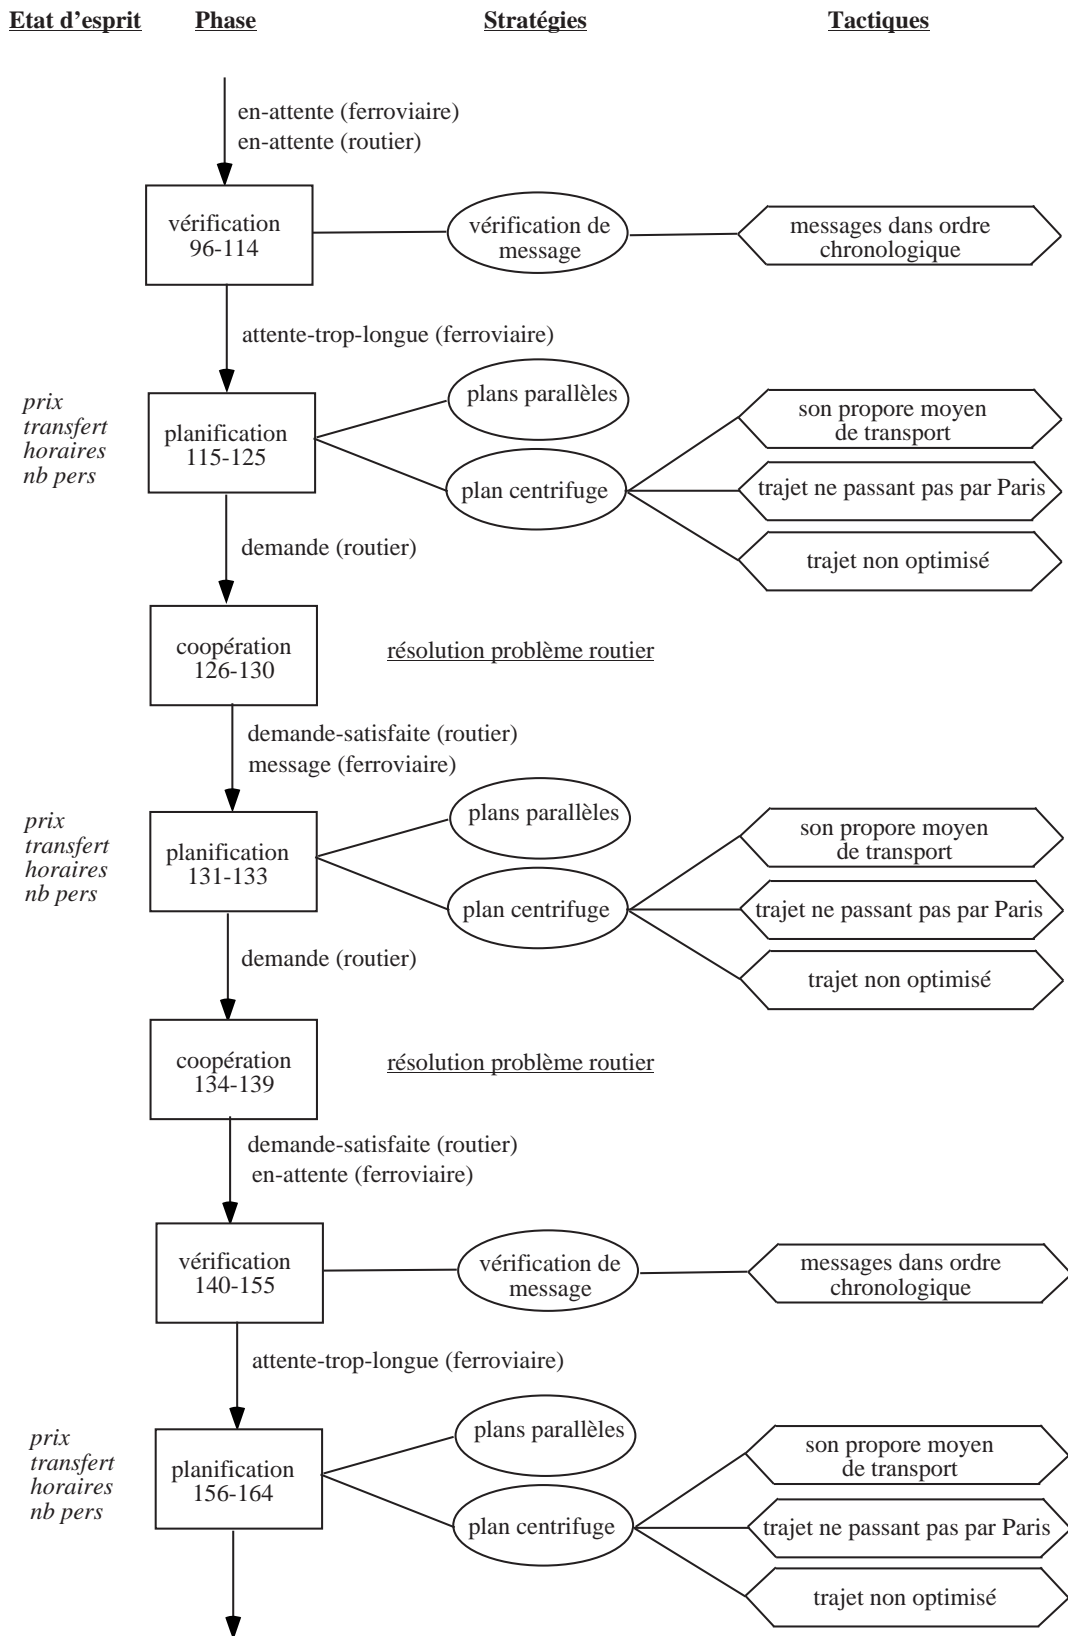 Etat d’esprit Phase Stratégies Tactiques
en-attente (ferroviaire)
en-attente (routier)
vérification
96-114
vérification de
message
messages dans ordre
chronologique
attente-trop-longue (ferroviaire)
prix
transfert
horaires
nb pers
planification
115-125
plans parallèles
plan centrifuge
son propore moyen
de transport
trajet ne passant pas par Paris
trajet non optimisé
demande (routier)
coopération
126-130
résolution problème routier
demande-satisfaite (routier)
message (ferroviaire)
prix
transfert
horaires
nb pers
planification
131-133
plans parallèles
plan centrifuge
son propore moyen
de transport
trajet ne passant pas par Paris
trajet non optimisé
demande (routier)
coopération
134-139
résolution problème routier
demande-satisfaite (routier)
en-attente (ferroviaire)
vérification
140-155
vérification de
message
messages dans ordre
chronologique
attente-trop-longue (ferroviaire)
prix
transfert
horaires
nb pers
planification
156-164
plans parallèles
plan centrifuge
son propore moyen
de transport
trajet ne passant pas par Paris
trajet non optimisé